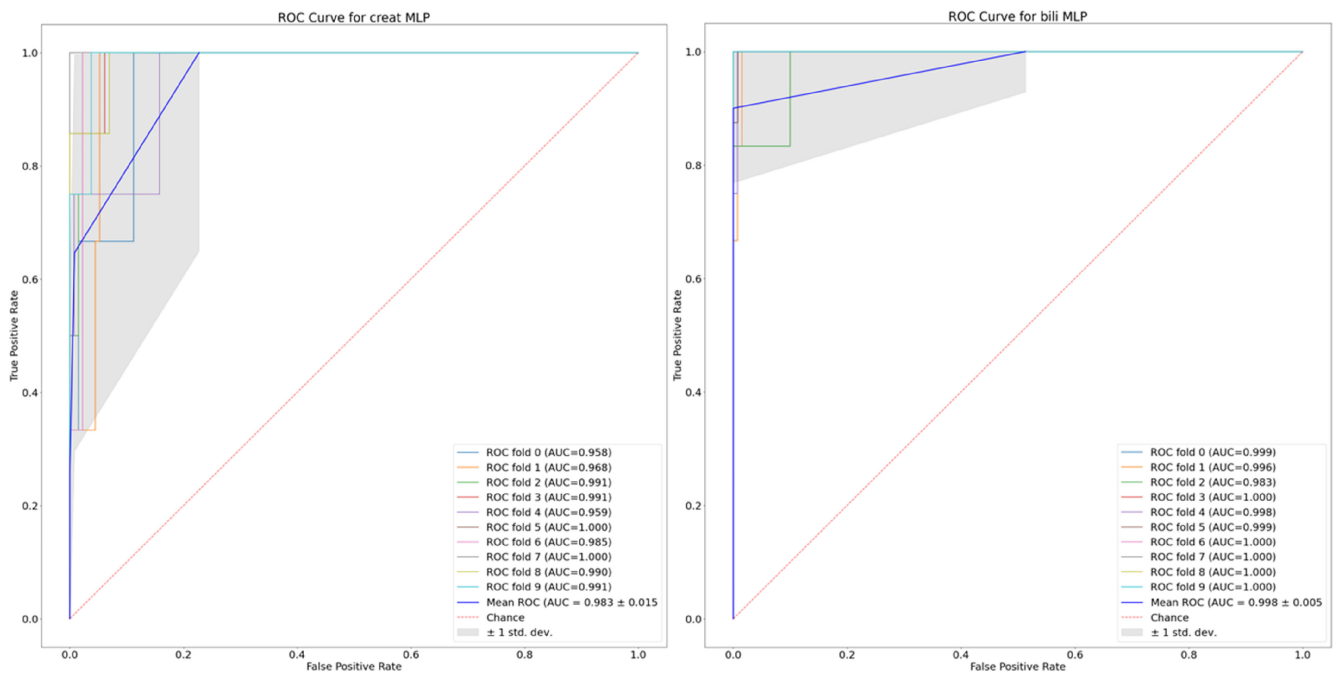 ROC Curve for creat MLP
True Positive Rate
1.0
0.8
0.6
0.4
0.2
0.0
ROC fold 0 (AUC=0.958)
ROC fold 1 (AUC=0.968)
ROC fold 2 (AUC=0.991)
ROC fold 3 (AUC=0.991)
ROC fold 4 (AUC=0.959)
ROC fold 5 (AUC=1.000)
ROC fold 6 (AUC=0.985)
ROC fold 7 (AUC=1.000)
ROC fold 8 (AUC=0.990)
ROC fold 9 (AUC=0.991)
Mean ROC (AUC = 0.983 ± 0.015
Chance
± 1 std. dev.
0.0 0.2 0.4 0.6 0.8 1.0
False Positive Rate
ROC Curve for bili MLP
True Positive Rate
1.0
0.8
0.6
0.4
0.2
0.0
ROC fold 0 (AUC=0.999)
ROC fold 1 (AUC=0.996)
ROC fold 2 (AUC=0.983)
ROC fold 3 (AUC=1.000)
ROC fold 4 (AUC=0.998)
ROC fold 5 (AUC=0.999)
ROC fold 6 (AUC=1.000)
ROC fold 7 (AUC=1.000)
ROC fold 8 (AUC=1.000)
ROC fold 9 (AUC=1.000)
Mean ROC (AUC = 0.998 ± 0.005
Chance
± 1 std. dev.
0.0 0.2 0.4 0.6 0.8 1.0
False Positive Rate